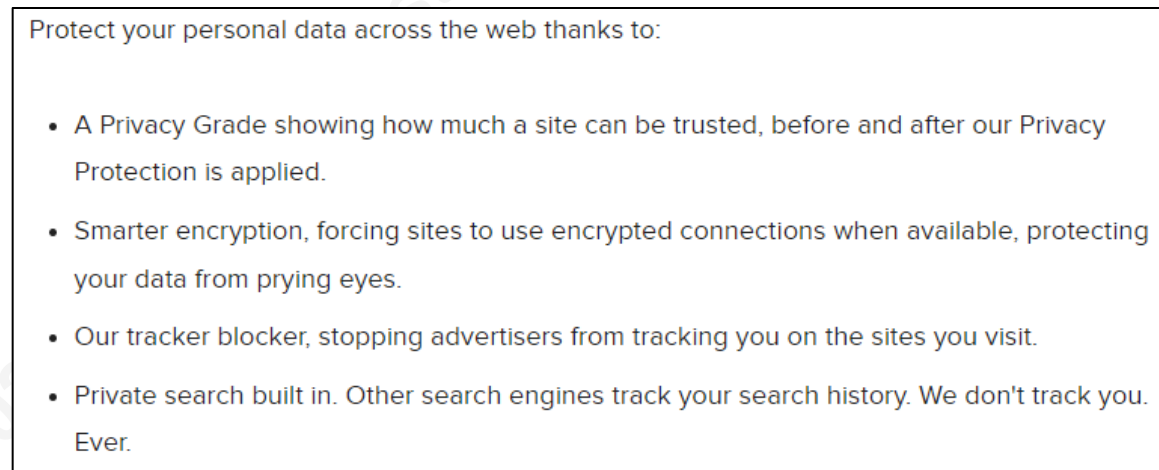 Protect your personal data across the web thanks to:
• A Privacy Grade showing how much a site can be trusted, before and after our Privacy
Protection is applied.
• Smarter encryption, forcing sites to use encrypted connections when available, protecting
your data from prying eyes.
• Our tracker blocker, stopping advertisers from tracking you on the sites you visit.
• Private search built in. Other search engines track your search history. We don't track you.
Ever.